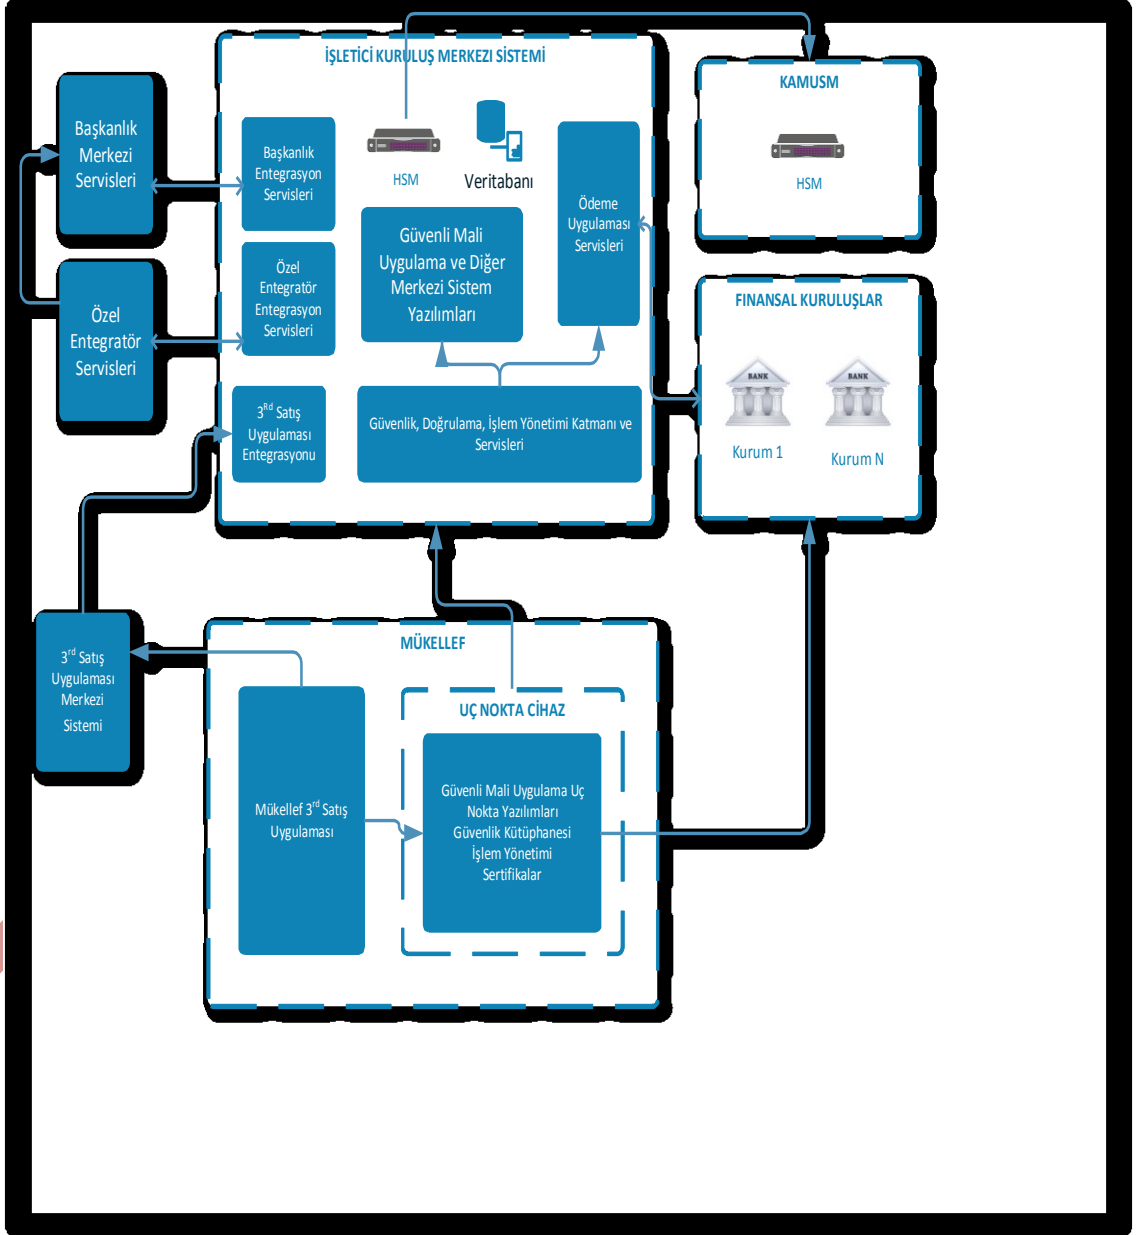 İŞLETİCİ KURULUŞ MERKEZI SİSTEMİ
Başkanlık
Merkezi
Servisleri
Özel
Entegratör
Servisleri
Başkanlık
Entegrasyon
Servisleri
Özel
Entegratör
Entegrasyon
Servisleri
3Rd Satış
Uygulaması
Entegrasyonu
HSM
Veritabanı
Güvenli Mali
Uygulama ve Diğer
Merkezi Sistem
Yazılımları
Ödeme
Uygulaması
Servisleri
Güvenlik, Doğrulama, İşlem Yönetimi Katmanı ve
Servisleri
KAMUSM
HSM
FINANSAL KURULUŞLAR
BANK
BANK
Kurum 1
Kurum N
3rd Satış
Uygulaması
Merkezi
Sistemi
MÜKELLEF
Mükellef 3rd Satış
Uygulaması
UÇ NOKTA CİHAZ
Güvenli Mali Uygulama Uç
Nokta Yazılımları
Güvenlik Kütüphanesi
İşlem Yönetimi
Sertifikalar